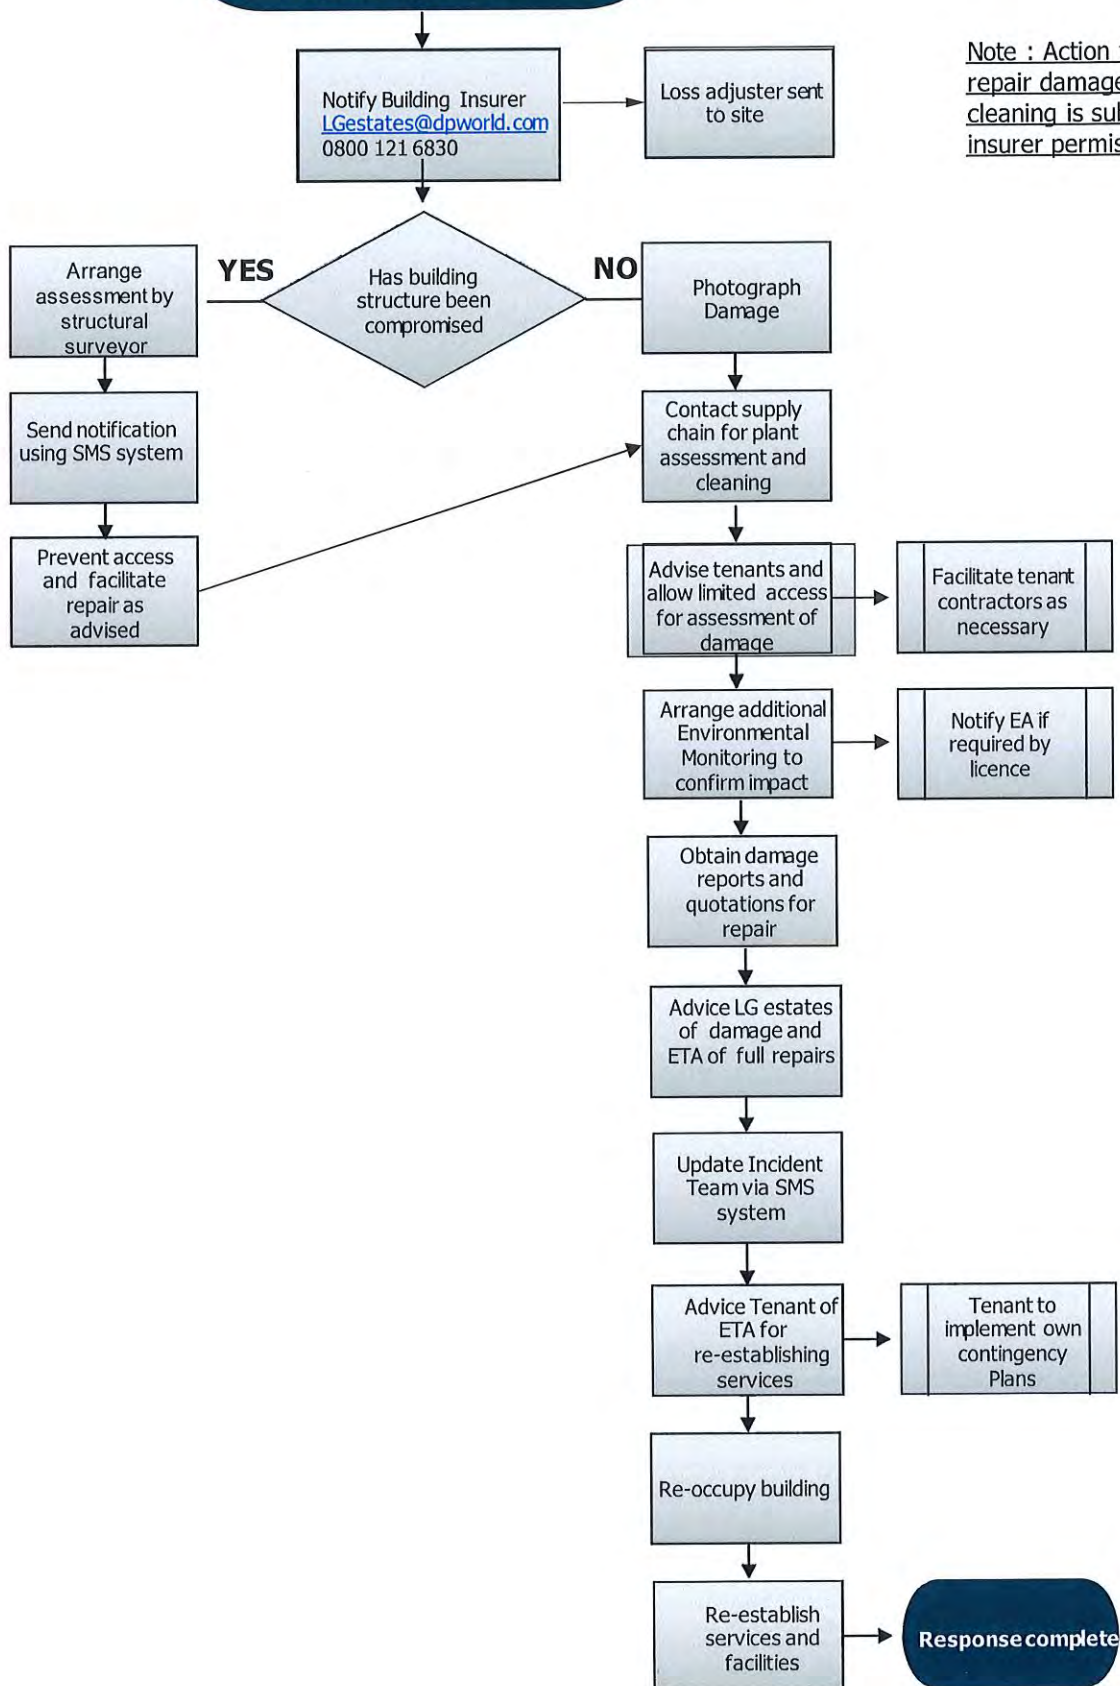 Notify Building Insurer
LGestates@dpworld.com
0800 121 6830
Loss adjuster sent
to site
Note : Action
repair damage
cleaning is
insurer
Has building
structure been
compromised
YES
NO
Arrange
assessment by
structural
surveyor
Send notification
using SMS system
Prevent access
and facilitate
repair as
advised
Photograph
Damage
Contact supply
chain for plant
assessment and
cleaning
Advise tenants and
allow limited access
for assessment of
damage
Facilitate tenant
contractors as
necessary
Arrange additional
Environmental
Monitoring to
confirm impact
Notify EA if
required by
licence
Obtain damage
reports and
quotations for
repair
Advice LG estates
of damage and
ETA of full repairs
Update Incident
Team via SMS
system
Advice Tenant of
ETA for
re-establishing
services
Tenant to
implement own
contingency
Plans
Re-occupy building
Re-establish
services and
facilities
Response complete